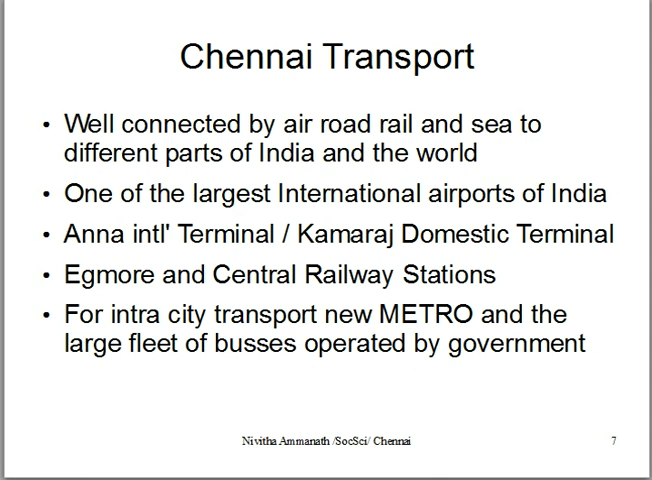 Chennai Transport
• Well connected by air road rail and sea to
different parts of India and the world
• One of the largest International airports of India
• Anna intl' Terminal / Kamaraj Domestic Terminal
• Egmore and Central Railway Stations
• For intra city transport new METRO and the
large fleet of busses operated by government
Nivitha Ammanath /SocSci/ Chennai
7